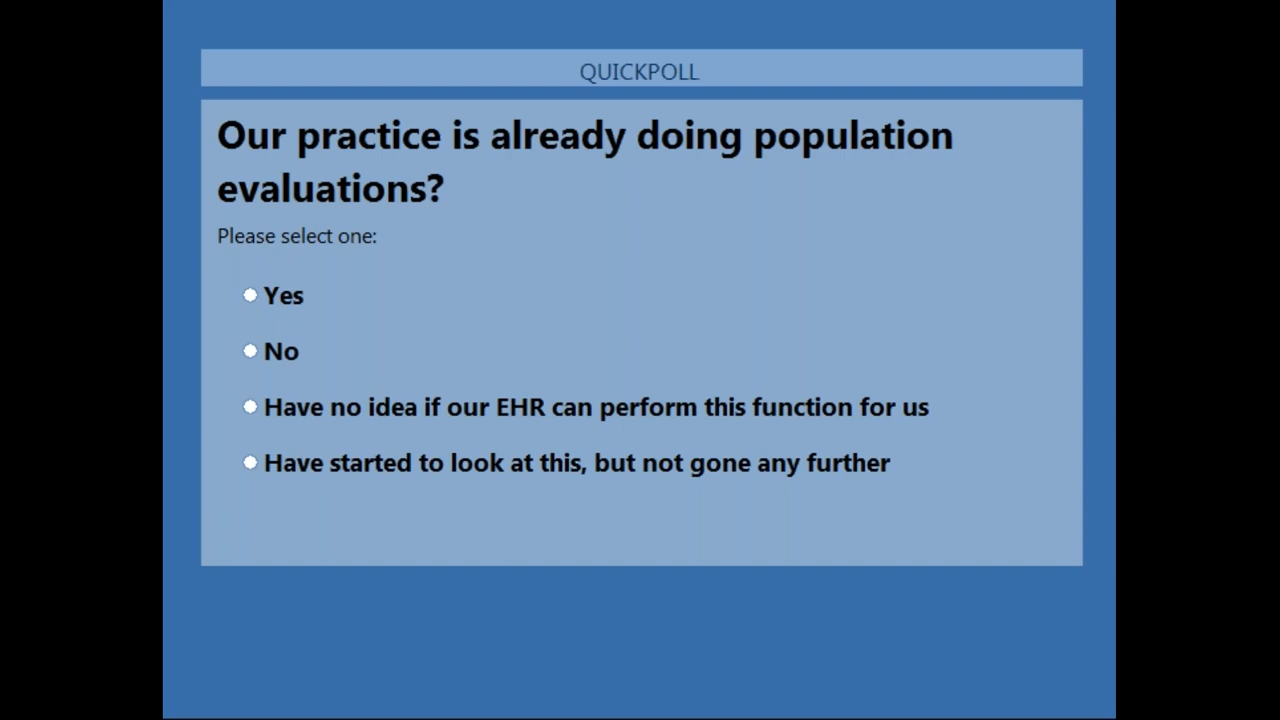 QUICKPOLL
Our practice is already doing population
evaluations?
Please select one:
Yes
No
Have no idea if our EHR can perform this function for us
Have started to look at this, but not gone any further